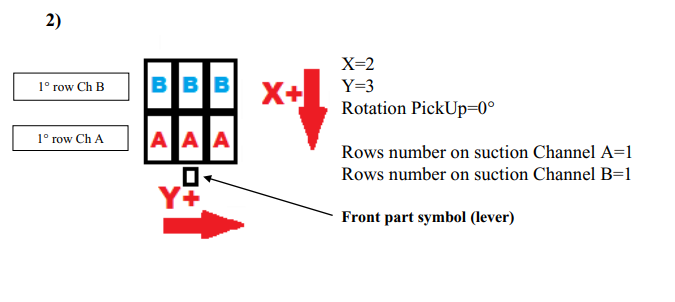 2)
X=2
Y=3
Rotation PickUp=0°
1° row Ch B
B B B
X+
1° row Ch A
A A A
Rows number on suction Channel A=1
Rows number on suction Channel B=1
Y+
Front part symbol (lever)